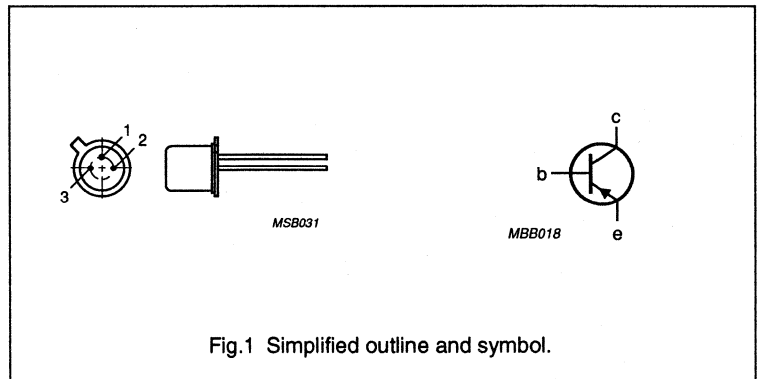 1
2
3
MSB031
c
b
e
MBB018
Fig.1 Simplified outline and symbol.